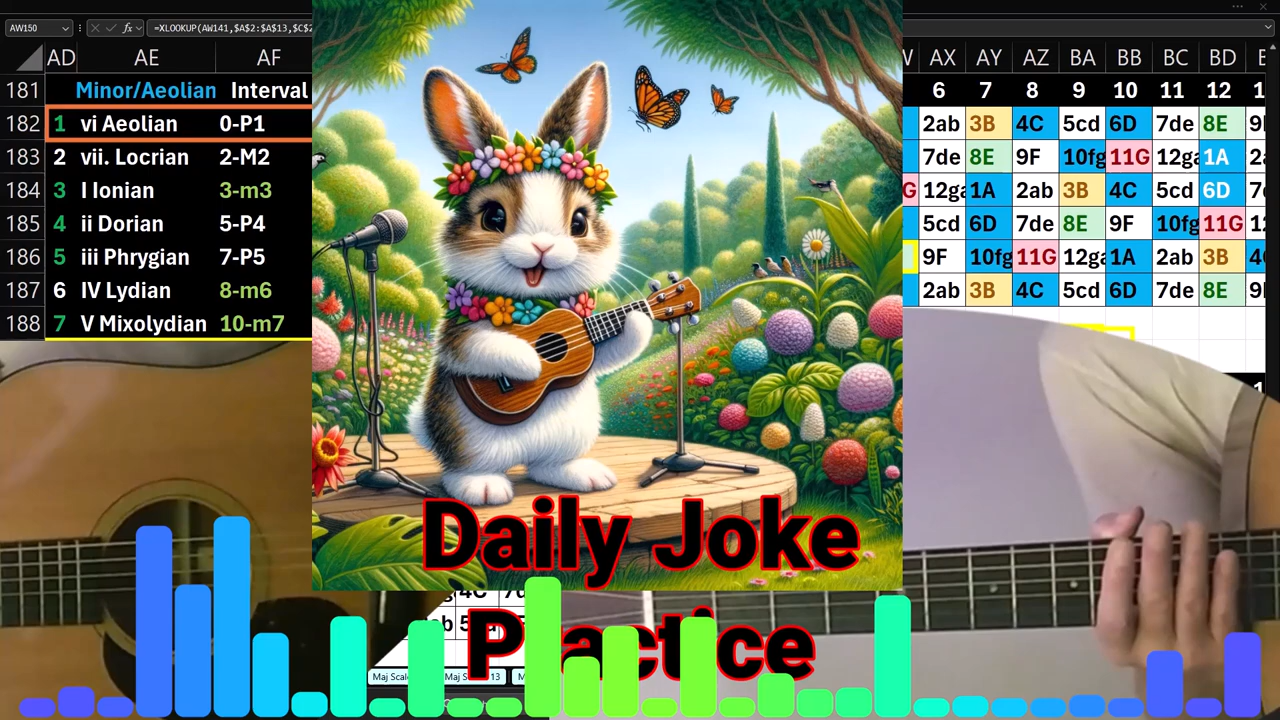 AW150 fx =XLOOKUP(AW141,$A$2:$A$13,$C$2
AD AE AF AX AY AZ BA BB BC BD
181 Minor/Aeolian Interval 6 7 8 9 10 11 12
182 1 vi Aeolian 0-P1 2ab 3B 4C 5cd 6D 7de 8E
183 2 vii. Locrian 2-M2 7de 8E 9F 10fg 11G 12ga 1A
184 3 I Ionian 3-m3 G 12ga 1A 2ab 3B 4C 5cd 6D
185 4 ii Dorian 5-P4 5cd 6D 7de 8E 9F 10fg 11G
186 5 iii Phrygian 7-P5 9F 10fg 11G 12ga 1A 2ab 3B
187 6 IV Lydian 8-m6 2ab 3B 4C 5cd 6D 7de 8E
188 7 V Mixolydian 10-m7
Daily Joke
Practice